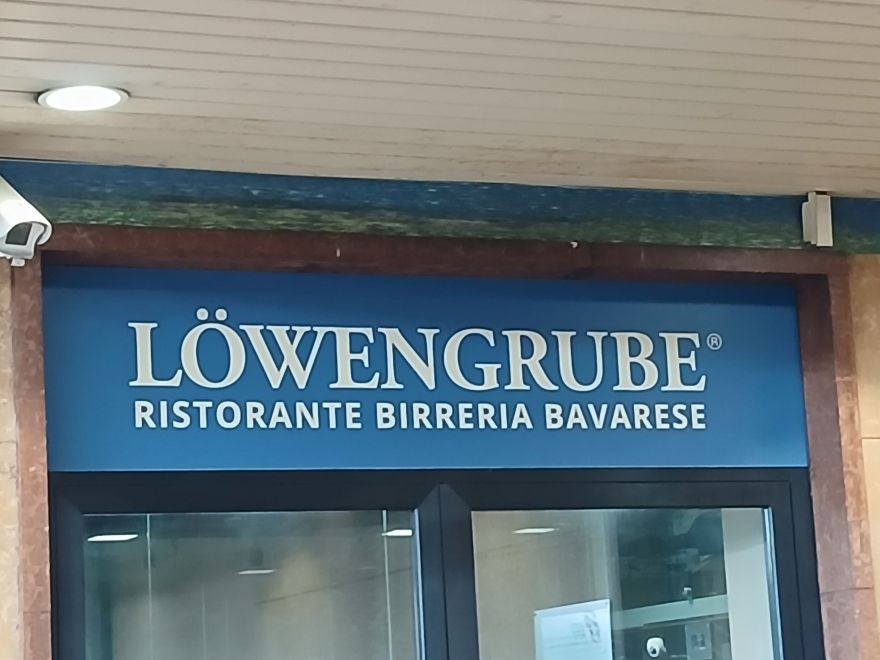 LÖWENGRUBE®
RISTORANTE BIRRERIA BAVARESE